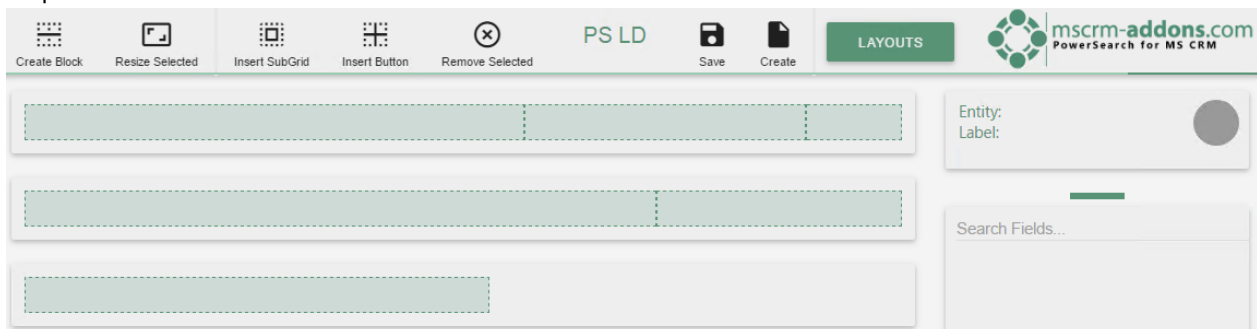 Create Block
Resize Selected
Insert SubGrid
Insert Button
Remove Selected
PS LD
Save
Create
LAYOUTS
mscrm-addons.com
PowerSearch for MS CRM
Entity:
Label:
Search Fields...